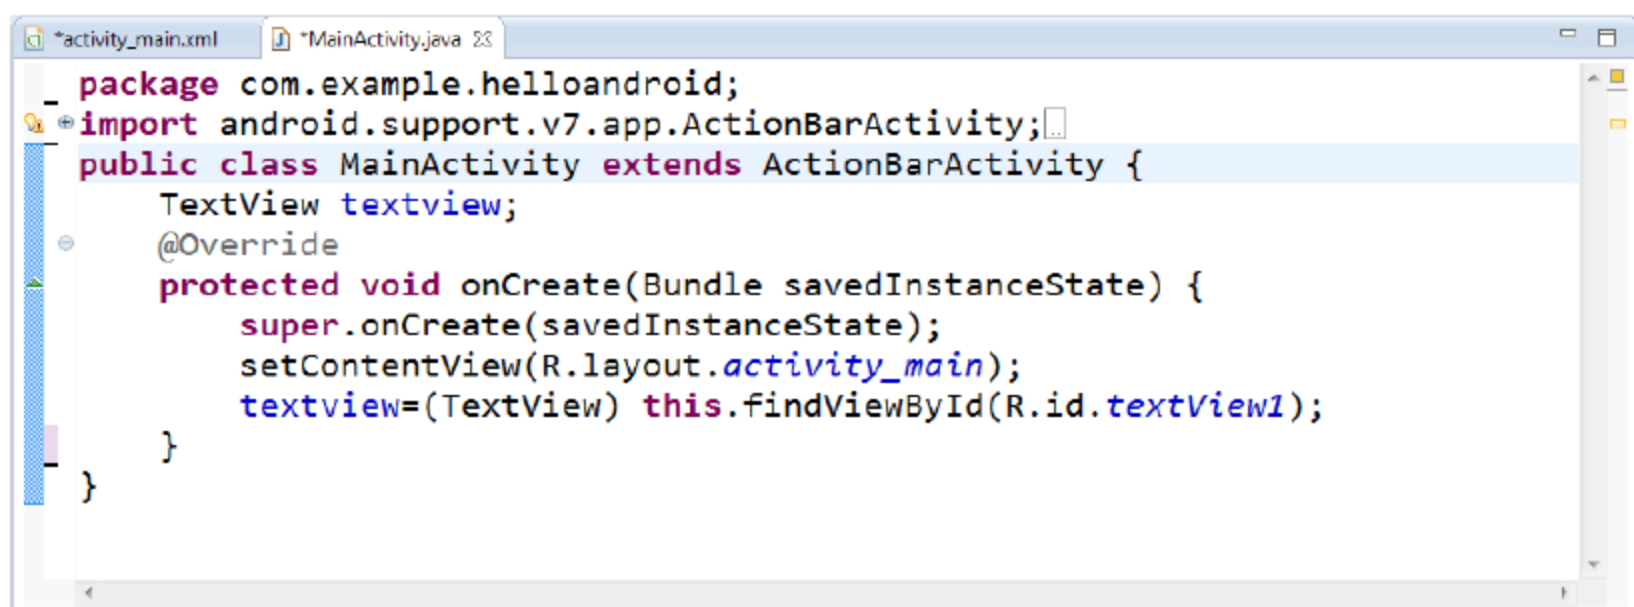 *activity_main.xml
*MainActivity.java
package com.example.helloandroid;
import android.support.v7.app.ActionBarActivity;
public class MainActivity extends ActionBarActivity {
TextView textview;
@Override
protected void onCreate(Bundle savedInstanceState) {
super.onCreate(savedInstanceState);
setContentView(R.layout.activity_main);
textview=(TextView) this.findViewById(R.id.textView1);
}
}